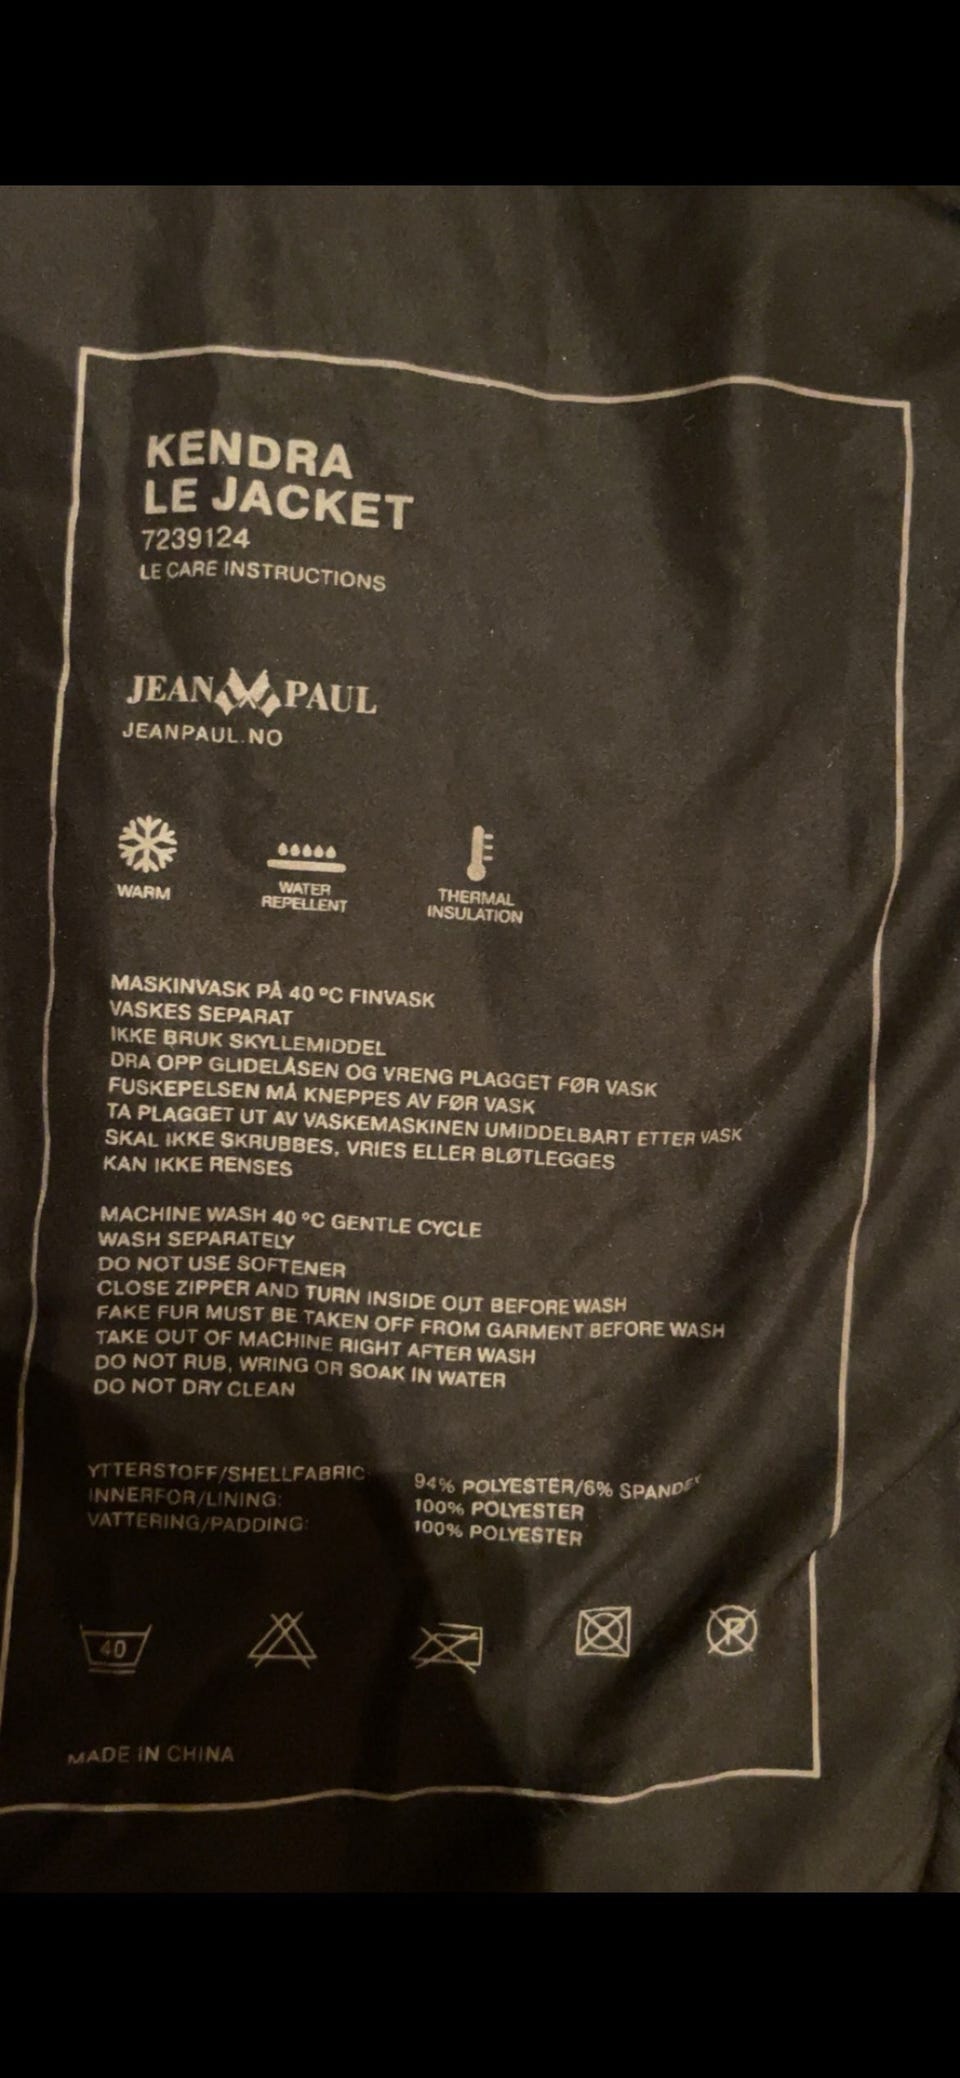 KENDRA
LE JACKET
7239124
LE CARE INSTRUCTIONS
JEAN PAUL
JEANPAUL.NO
WARM
WATER REPELLENT
THERMAL INSULATION
MASKINVASK PÅ 40 ºC FINVASK
VASKES SEPARAT
IKKE BRUK SKYLLEMIDDEL
DRA OPP GLIDELÅSEN OG VRENG PLAGGET FØR VASK
FUSKEPELSEN MÅ KNEPPES AV FØR VASK
TA PLAGGET UT AV VASKEMASKINEN UMIDDELBART ETTER VASK
SKAL IKKE SKRUBBES, VRIES ELLER BLØTLEGGES
KAN IKKE RENSES
MACHINE WASH 40 ºC GENTLE CYCLE
WASH SEPARATELY
DO NOT USE SOFTENER
CLOSE ZIPPER AND TURN INSIDE OUT BEFORE WASH
FAKE FUR MUST BE TAKEN OFF FROM GARMENT BEFORE WASH
TAKE OUT OF MACHINE RIGHT AFTER WASH
DO NOT RUB, WRING OR SOAK IN WATER
DO NOT DRY CLEAN
YTTERSTOFF/SHELLFABRIC: 94% POLYESTER/6% SPANDEX
INNERFOR/LINING: 100% POLYESTER
VATTERING/PADDING: 100% POLYESTER
40 P
MADE IN CHINA